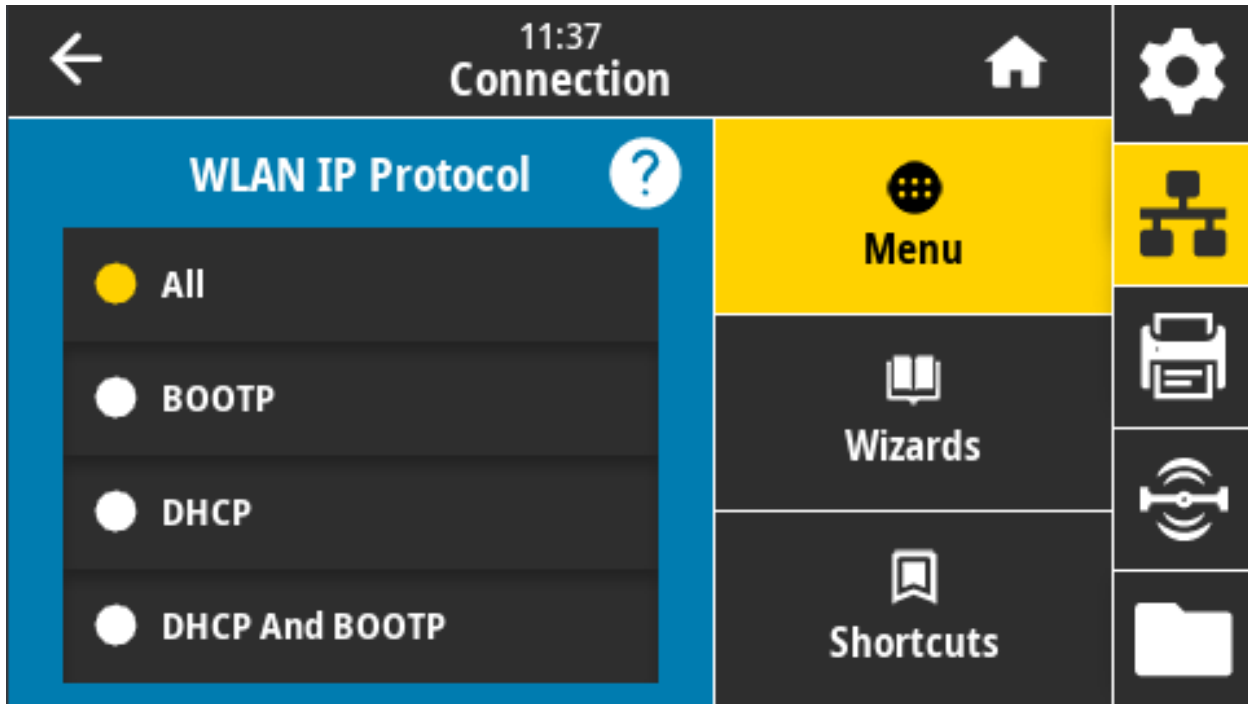 11:37
Connection
WLAN IP Protocol
?
All
BOOTP
DHCP
DHCP And BOOTP
Menu
Wizards
Shortcuts